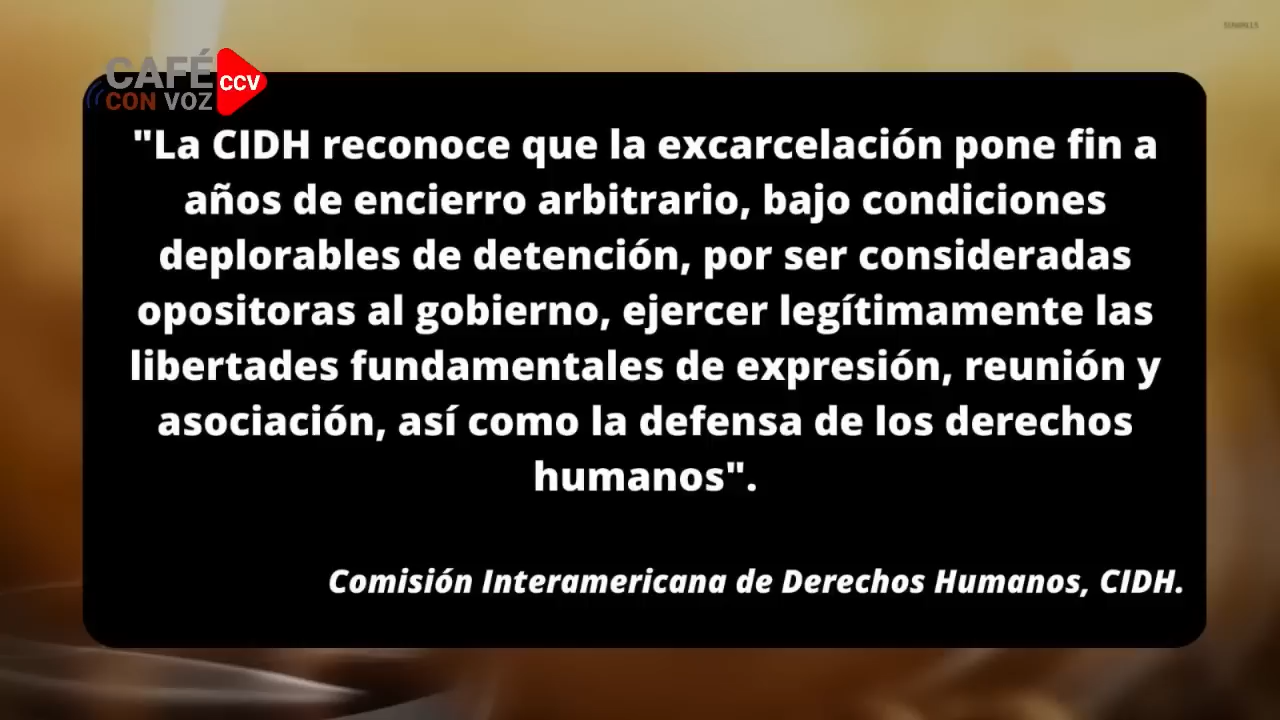 CAFÉ
CON VOZ
CCV
"La CIDH reconoce que la excarcelación pone fin a
años de encierro arbitrario, bajo condiciones
deplorables de detención, por ser consideradas
opositoras al gobierno, ejercer legítimamente las
libertades fundamentales de expresión, reunión y
asociación, así como la defensa de los derechos
humanos".
Comisión Interamericana de Derechos Humanos, CIDH.